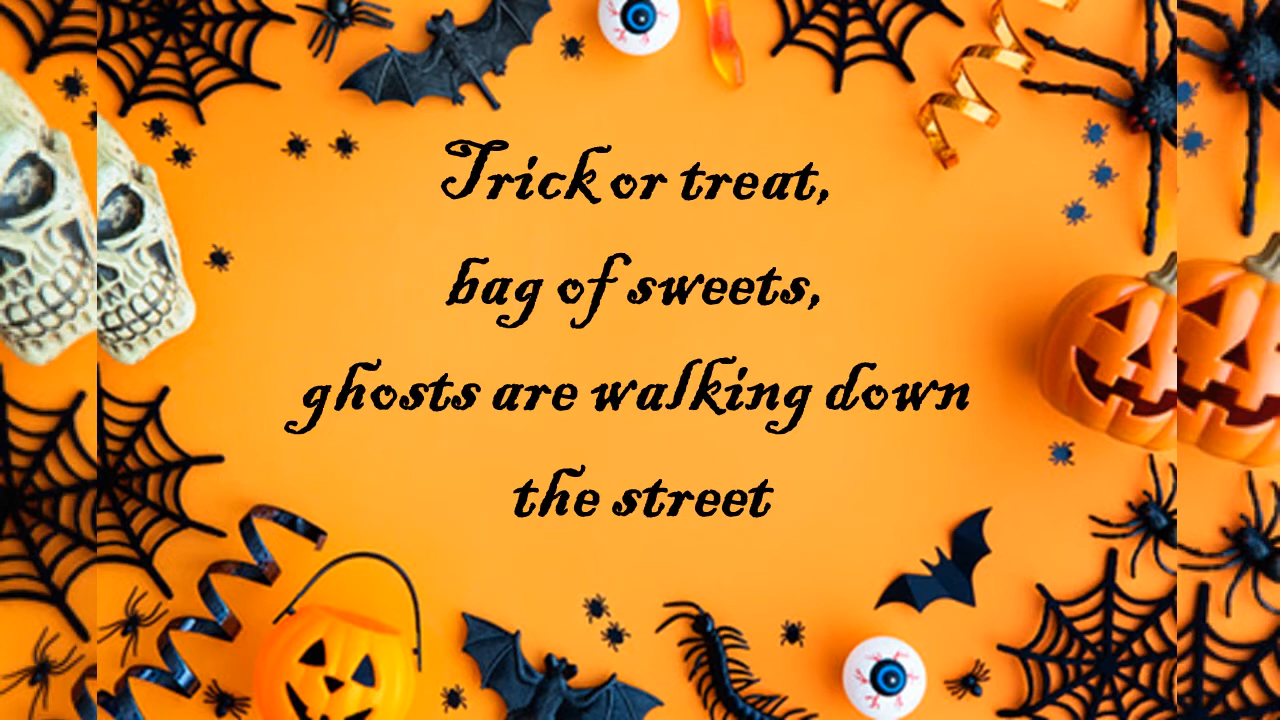 Trick or treat,
bag of sweets,
ghosts are walking down
the street